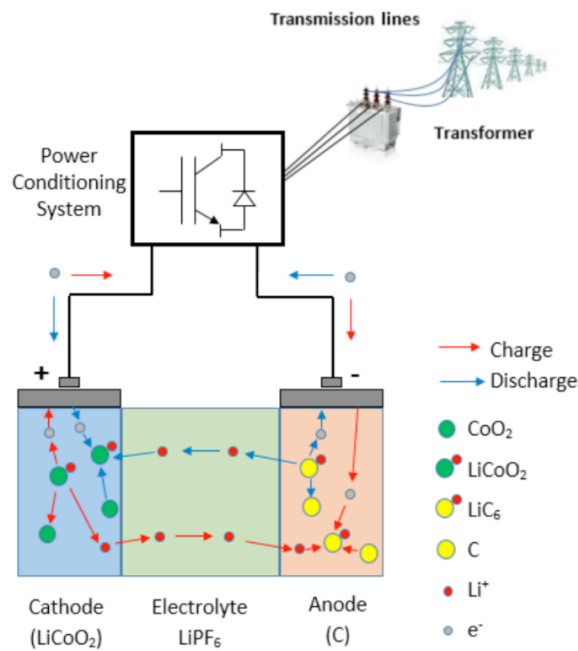 Transmission lines
Transformer
Power
Conditioning
System
+
-
Charge
Discharge
CoO₂
LiCoO₂
LiC₆
C
Li⁺
e⁻
Cathode
(LiCoO₂)
Electrolyte
LiPF₆
Anode
(C)